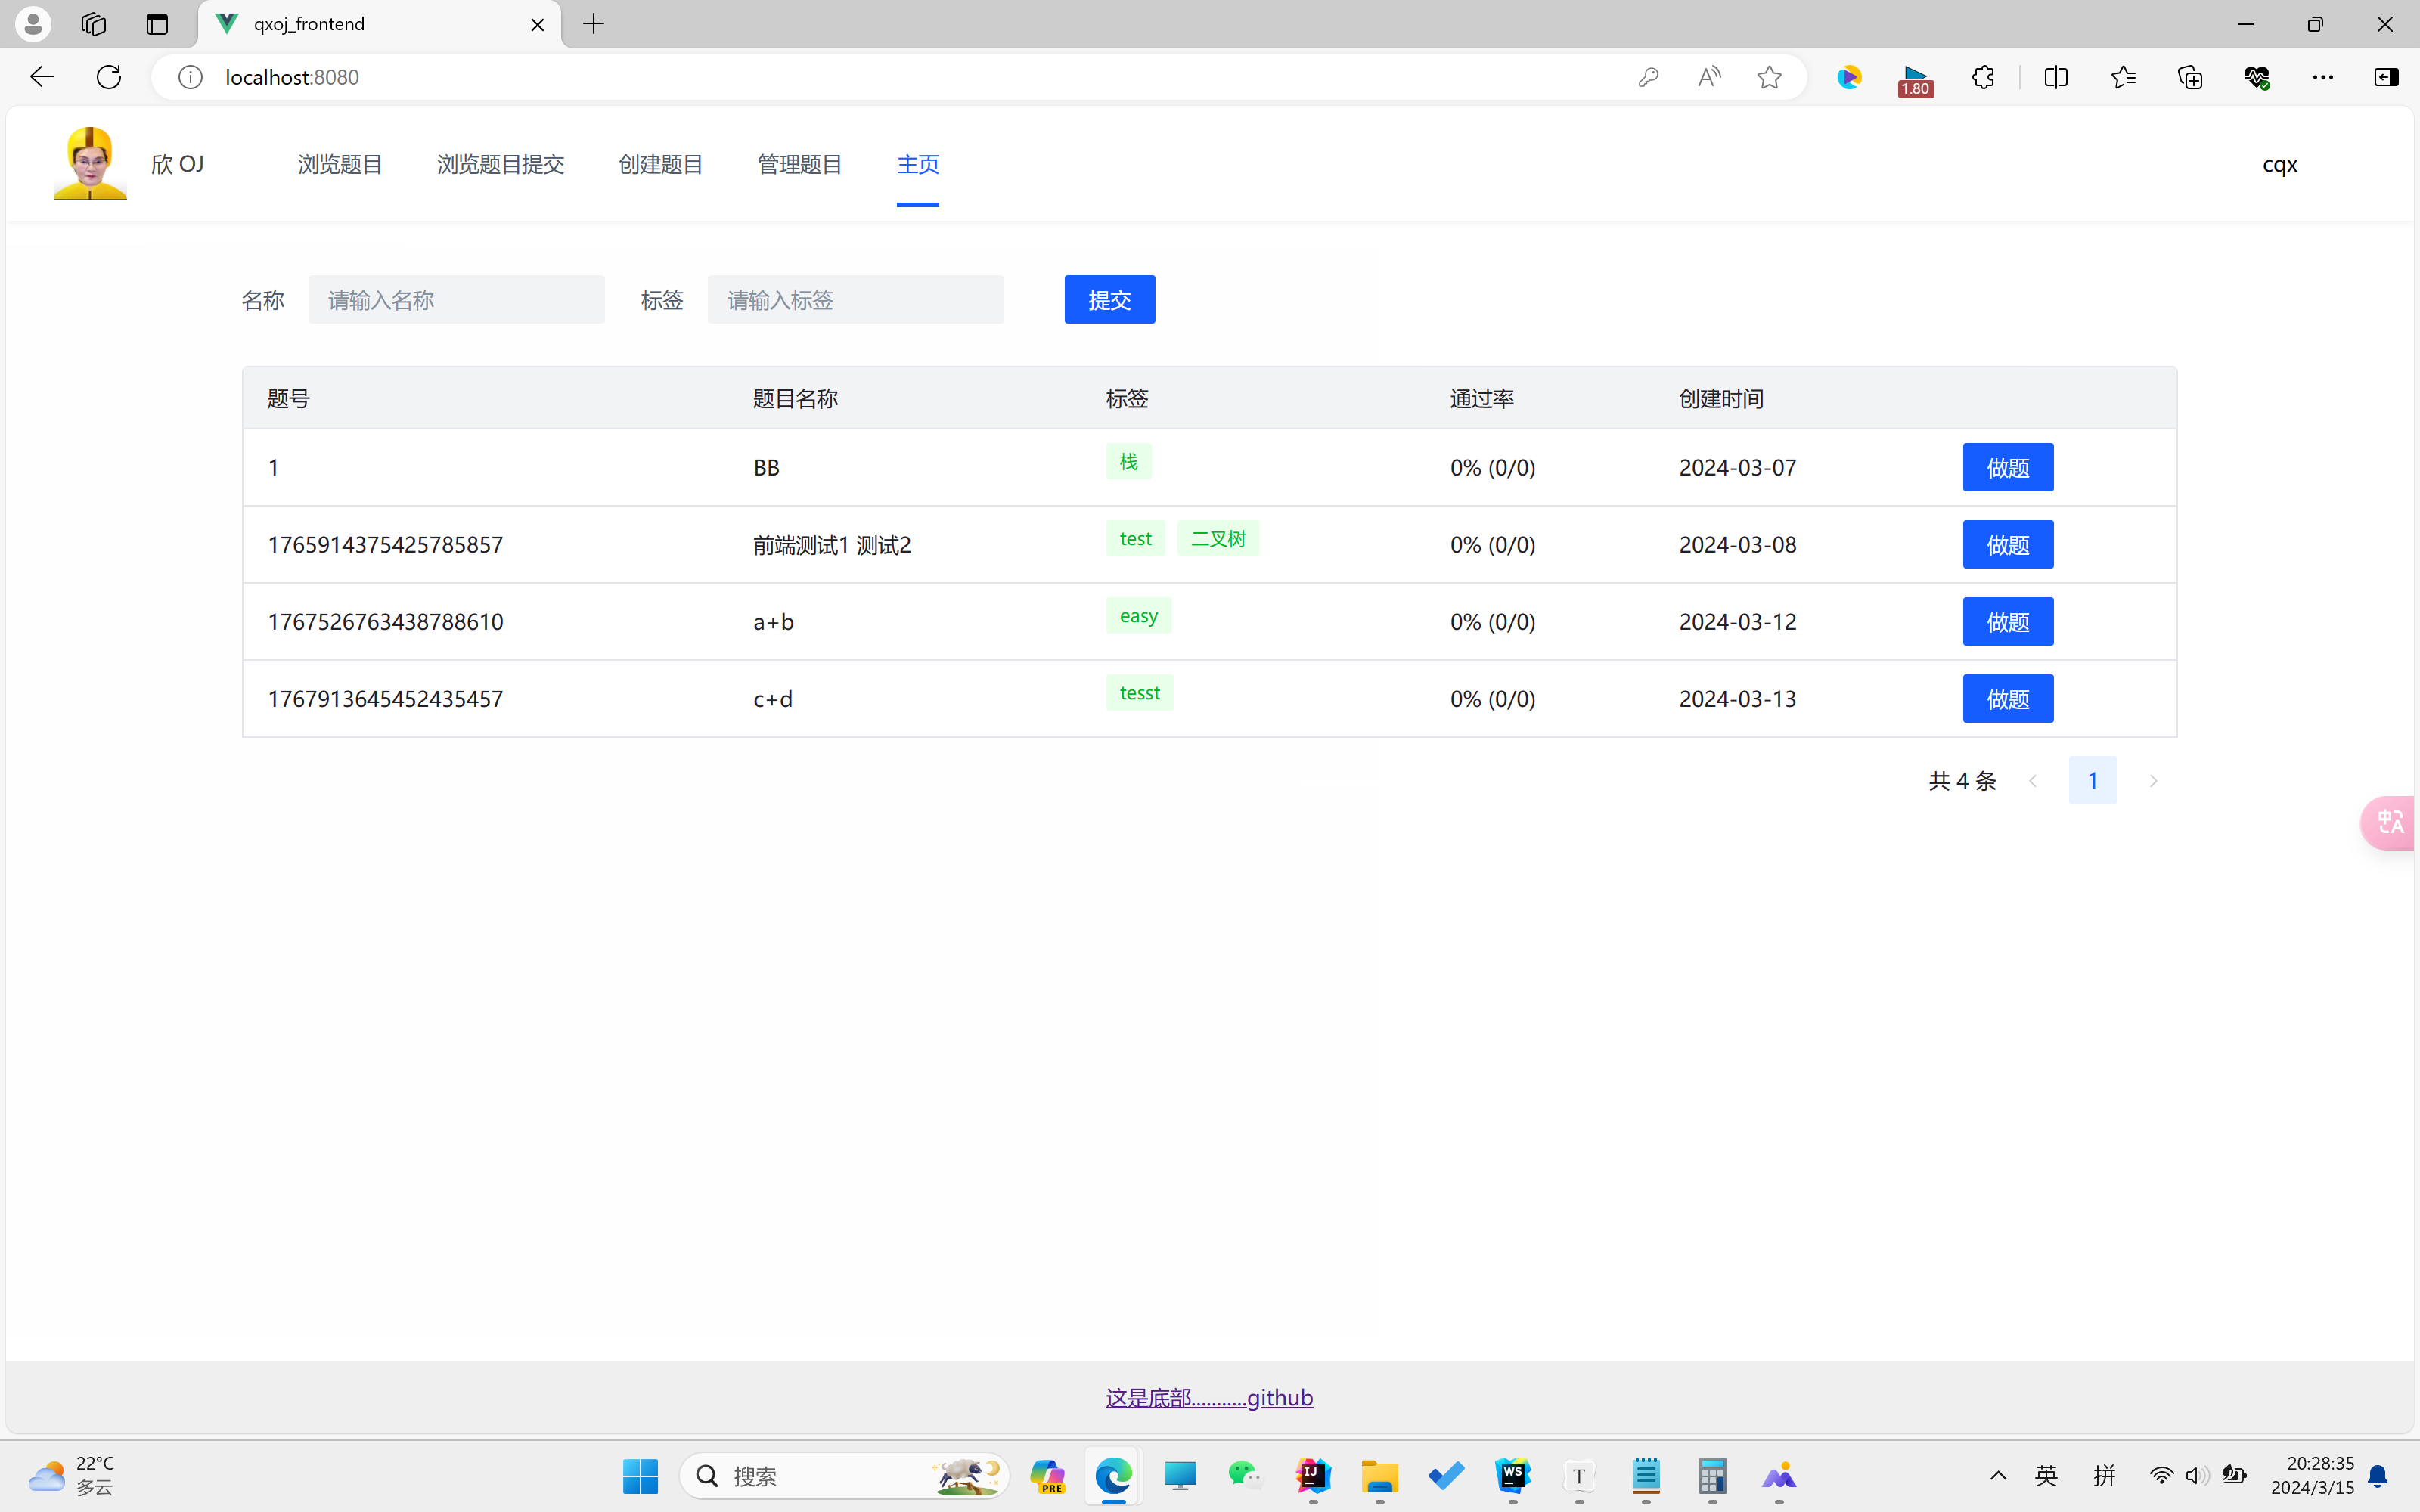 qxoj_frontend
localhost:8080
1.80
欣 OJ 浏览题目 浏览题目提交 创建题目 管理题目 主页 cqx
名称 请输入名称 标签 请输入标签 提交
题号 题目名称 标签 通过率 创建时间
1 BB 栈 0% (0/0) 2024-03-07 做题
1765914375425785857 前端测试1 测试2 test 二叉树 0% (0/0) 2024-03-08 做题
1767526763438788610 a+b easy 0% (0/0) 2024-03-12 做题
1767913645452435457 c+d tesst 0% (0/0) 2024-03-13 做题
共 4 条 1
中A
这是底部...........github
22°C
多云
搜索
PRE
IJ
WS
T
英 拼
20:28:35
2024/3/15